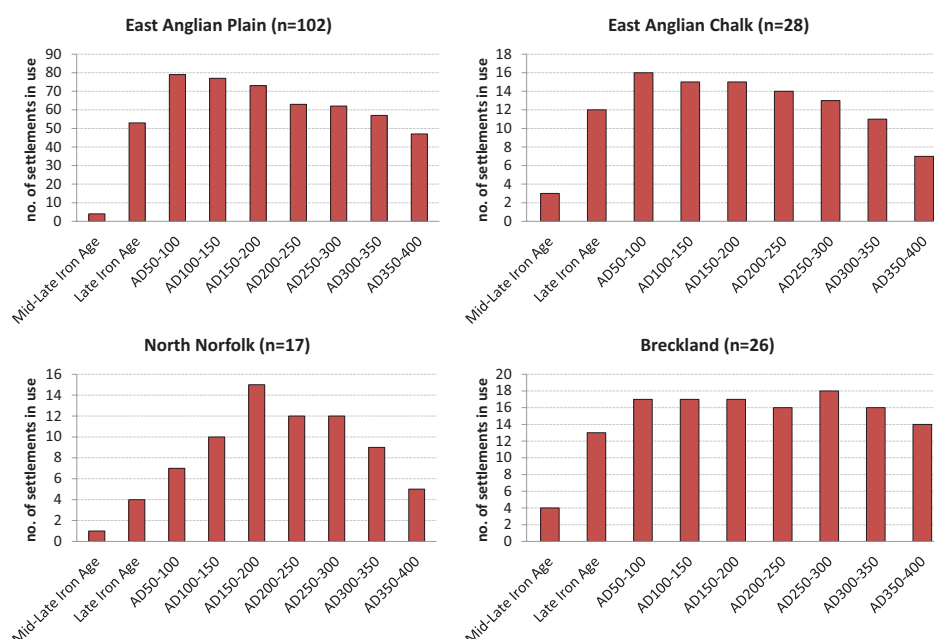 East Anglian Plain (n=102)
no. of settlements in use
90
80
70
60
50
40
30
20
10
0
Mid-Late Iron Age
Late Iron Age
AD50-100
AD100-150
AD150-200
AD200-250
AD250-300
AD300-350
AD350-400
East Anglian Chalk (n=28)
no. of settlements in use
18
16
14
12
10
8
6
4
2
0
Mid-Late Iron Age
Late Iron Age
AD50-100
AD100-150
AD150-200
AD200-250
AD250-300
AD300-350
AD350-400
North Norfolk (n=17)
no. of settlements in use
16
14
12
10
8
6
4
2
0
Mid-Late Iron Age
Late Iron Age
AD50-100
AD100-150
AD150-200
AD200-250
AD250-300
AD300-350
AD350-400
Breckland (n=26)
no. of settlements in use
20
18
16
14
12
10
8
6
4
2
0
Mid-Late Iron Age
Late Iron Age
AD50-100
AD100-150
AD150-200
AD200-250
AD250-300
AD300-350
AD350-400